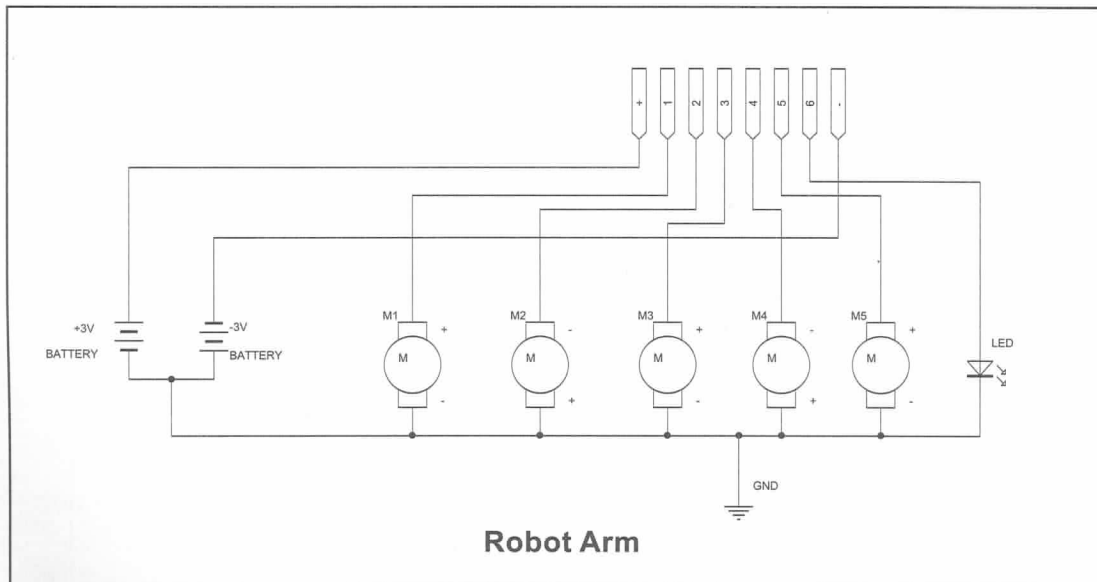 + 1 2 3 4 5 6 -
M1 + M2 - M3 + M4 - M5 +
+3V -3V
LED
BATTERY BATTERY
M M M M M
- + - + -
GND
Robot Arm